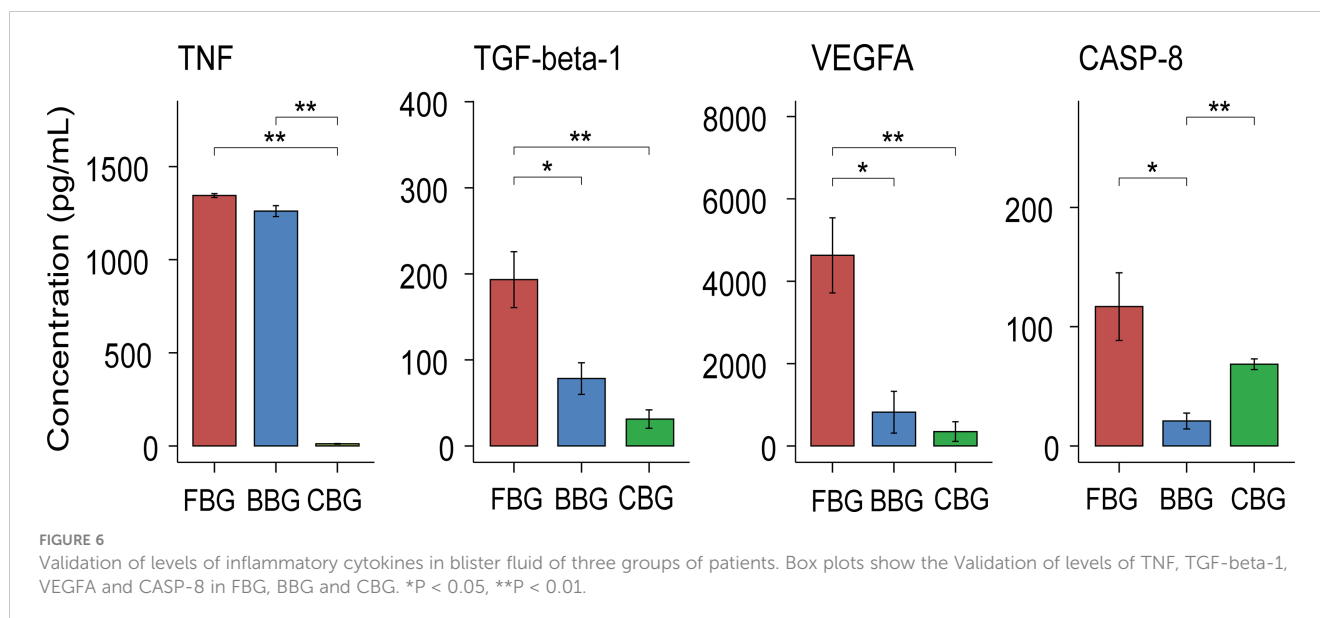 TNF
TGF-beta-1
VEGFA
CASP-8
Concentration (pg/mL)
1500
1000
500
0
**
**
FBG BBG CBG
400
300
200
100
0
**
*
FBG BBG CBG
8000
6000
4000
2000
0
**
*
FBG BBG CBG
200
100
0
**
*
FBG BBG CBG
FIGURE 6
Validation of levels of inflammatory cytokines in blister fluid of three groups of patients. Box plots show the Validation of levels of TNF, TGF-beta-1,
VEGFA and CASP-8 in FBG, BBG and CBG. *P < 0.05, **P < 0.01.